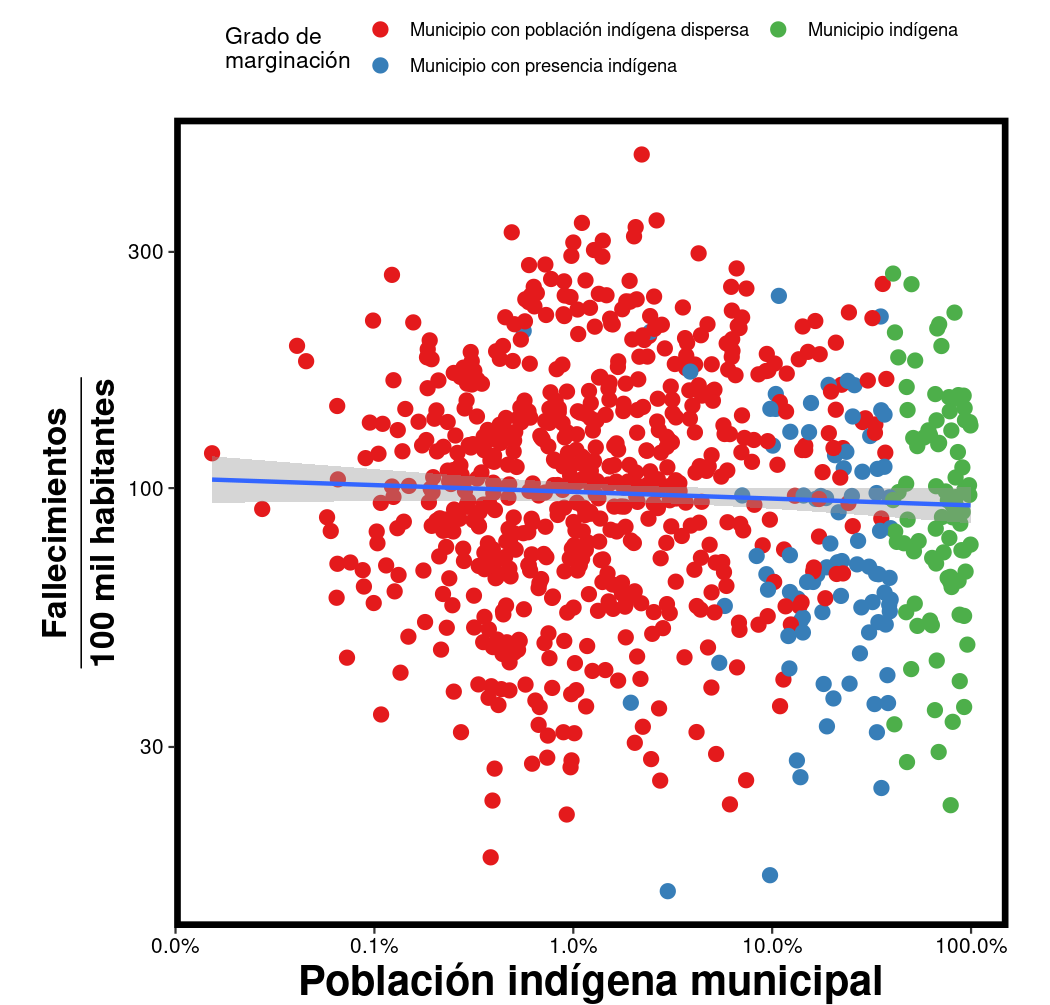 Grado de
marginación
Municipio con población indígena dispersa
Municipio indígena
Municipio con presencia indígena
Fallecimientos
100 mil habitantes
300
100
30
0.0%
0.1%
1.0%
10.0%
100.0%
Población indígena municipal